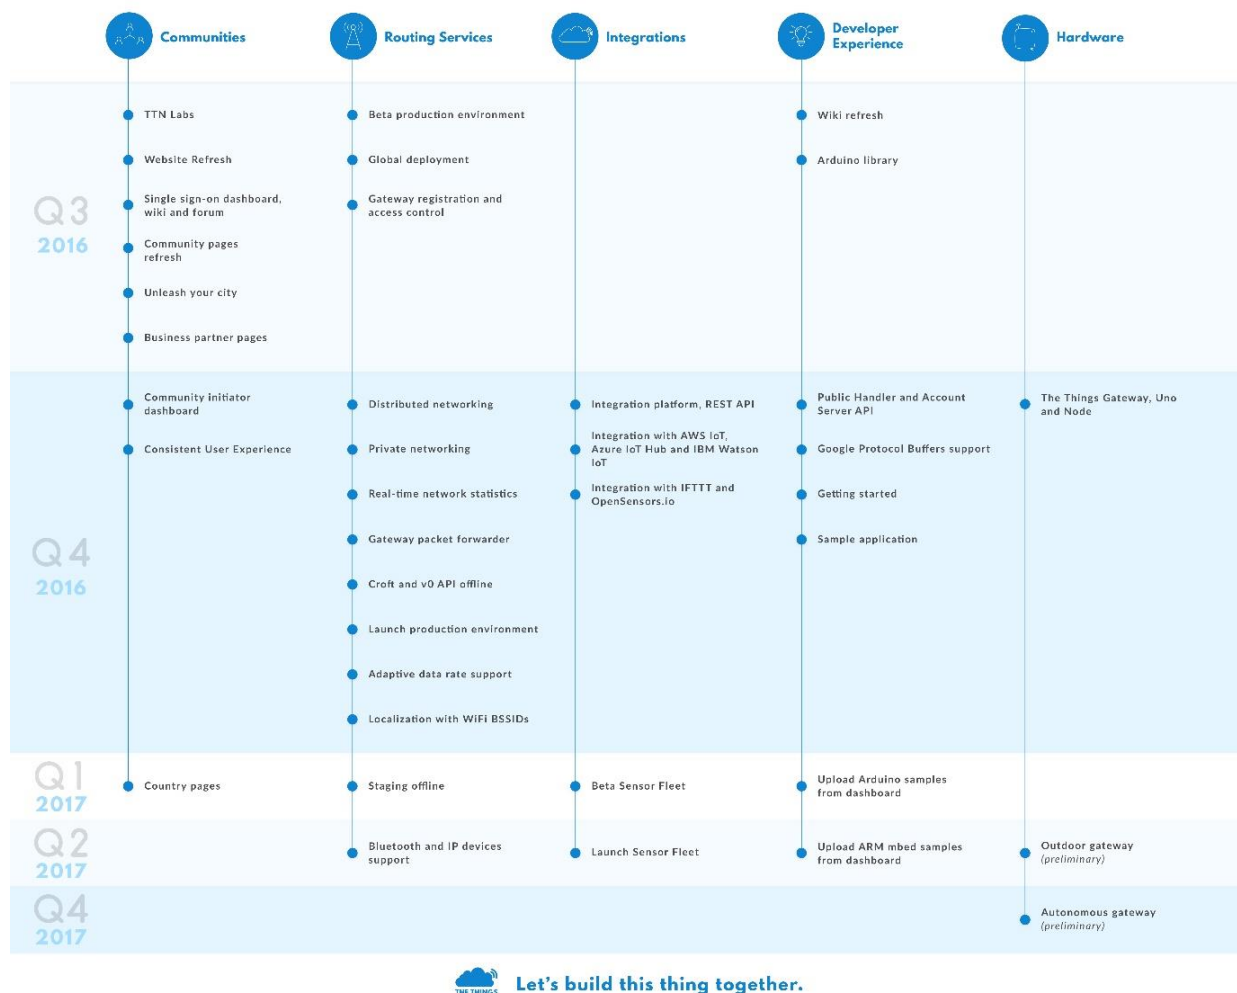 Communities
Routing Services
Integrations
Developer
Experience
Hardware
Q3
2016
TTN Labs
Website Refresh
Single sign-on dashboard,
wiki and forum
Community pages
refresh
Unleash your city
Business partner pages
Beta production environment
Global deployment
Gateway registration and
access control
Wiki refresh
Arduino library
Q4
2016
Community initiator
dashboard
Consistent User Experience
Distributed networking
Private networking
Real-time network statistics
Gateway packet forwarder
Croft and v0 API offline
Launch production environment
Adaptive data rate support
Localization with WiFi BSSIDs
Integration platform, REST API
Integration with AWS IoT,
Azure IoT Hub and IBM Watson
IoT
Integration with IFTTT and
OpenSensors.io
Public Handler and Account
Server API
Google Protocol Buffers support
Getting started
Sample application
The Things Gateway, Uno
and Node
Q1
2017
Country pages
Staging offline
Beta Sensor Fleet
Upload Arduino samples
from dashboard
Q2
2017
Bluetooth and IP devices
support
Launch Sensor Fleet
Upload ARM mbed samples
from dashboard
Outdoor gateway
(preliminary)
Q4
2017
Autonomous gateway
(preliminary)
THE THINGS
Let's build this thing together.